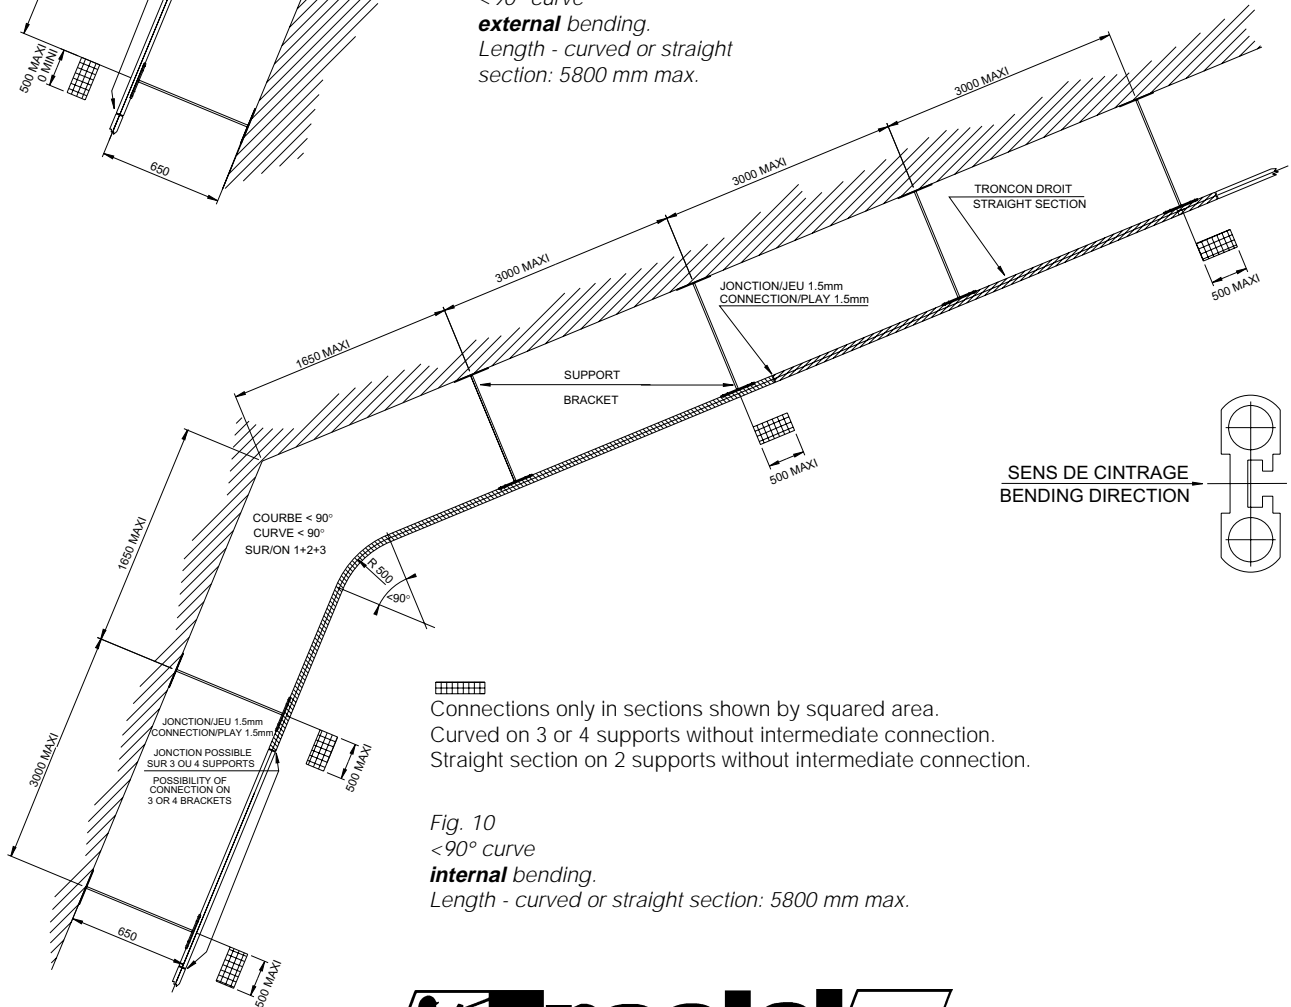 <90° curve
external bending.
Length - curved or straight
section: 5800 mm max.
500 MAXI
0 MINI
650
3000 MAXI
3000 MAXI
3000 MAXI
1650 MAXI
TRONCON DROIT
STRAIGHT SECTION
500 MAXI
JONCTION/JEU 1.5mm
CONNECTION/PLAY 1.5mm
SUPPORT
BRACKET
500 MAXI
SENS DE CINTRAGE
BENDING DIRECTION
1650 MAXI
COURBE < 90°
CURVE < 90°
SUR/ON 1+2+3
R 500
<90°
3000 MAXI
JONCTION/JEU 1.5mm
CONNECTION/PLAY 1.5mm
JONCTION POSSIBLE
SUR 3 OU 4 SUPPORTS
POSSIBILITY OF
CONNECTION ON
3 OR 4 BRACKETS
500 MAXI
650
500 MAXI
Connections only in sections shown by squared area.
Curved on 3 or 4 supports without intermediate connection.
Straight section on 2 supports without intermediate connection.
Fig. 10
<90° curve
internal bending.
Length - curved or straight section: 5800 mm max.